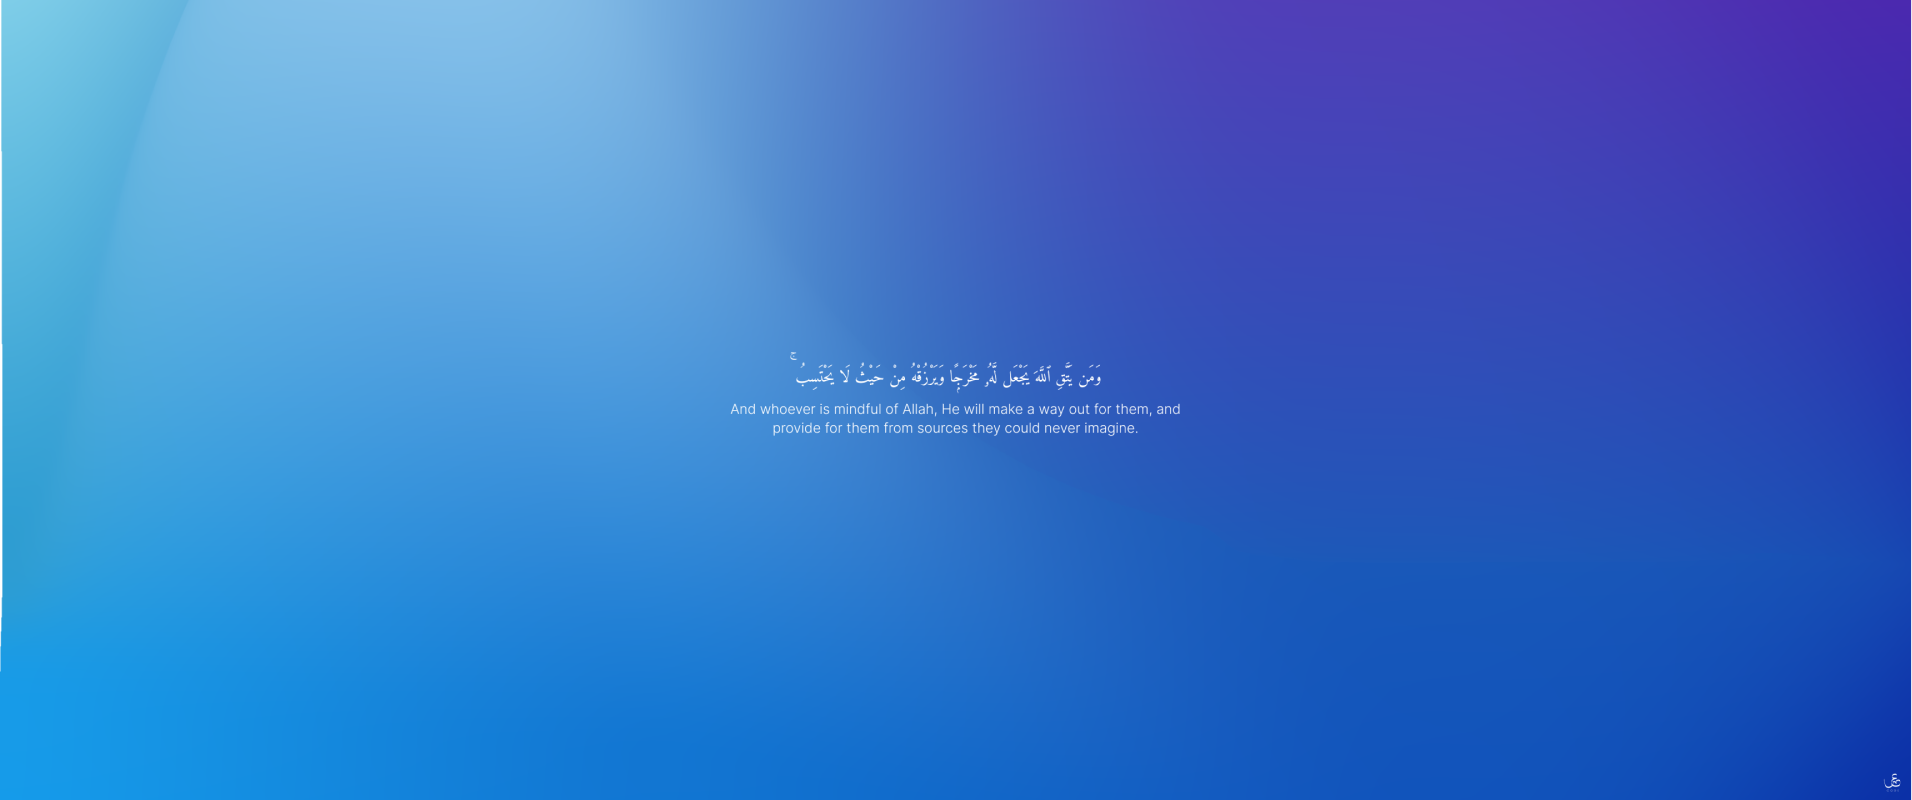 وَمَن يَتَّقِ ٱللَّهَ يَجْعَل لَّهُۥ مَخْرَجًۭا وَيَرْزُقْهُ مِنْ حَيْثُ لَا يَحْتَسِبُ ۚ
And whoever is mindful of Allah, He will make a way out for them, and
provide for them from sources they could never imagine.